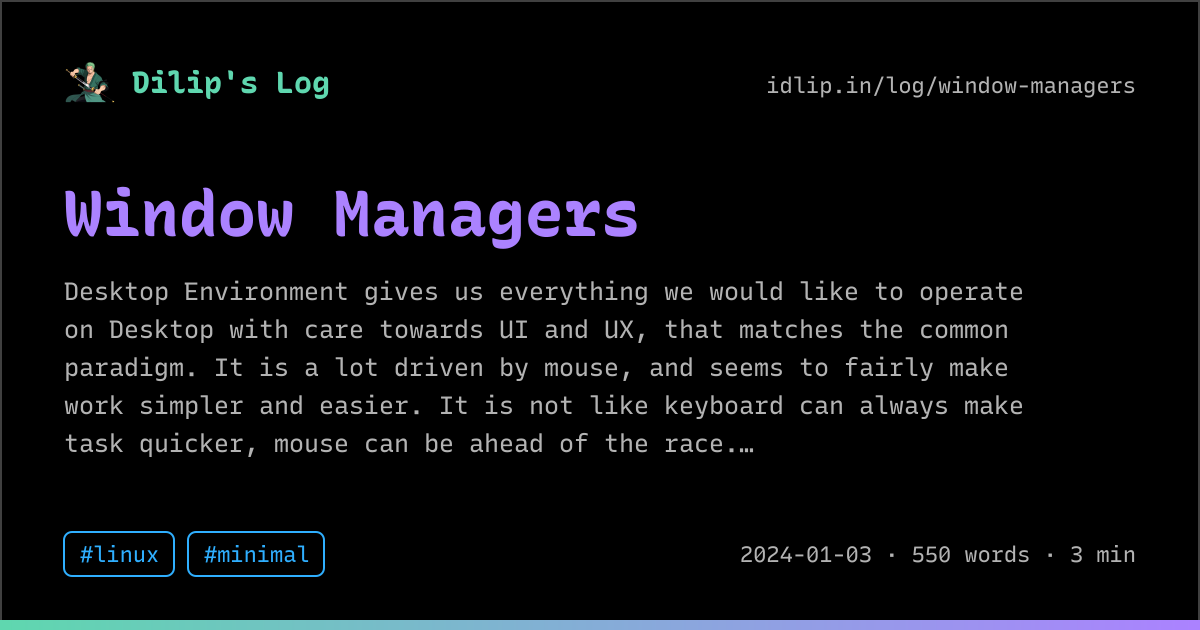 Dilip's Log
idlip.in/log/window-managers
Window Managers
Desktop Environment gives us everything we would like to operate
on Desktop with care towards UI and UX, that matches the common
paradigm. It is a lot driven by mouse, and seems to fairly make
work simpler and easier. It is not like keyboard can always make
task quicker, mouse can be ahead of the race.…
#linux #minimal
2024-01-03 · 550 words · 3 min